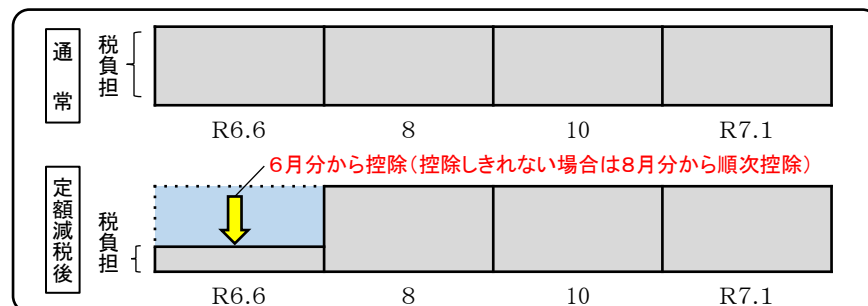 通常
税負担
R6.6
8
10
R7.1
6月分から控除(控除しきれない場合は8月分から順次控除)
定額減税後
税負担
R6.6
8
10
R7.1